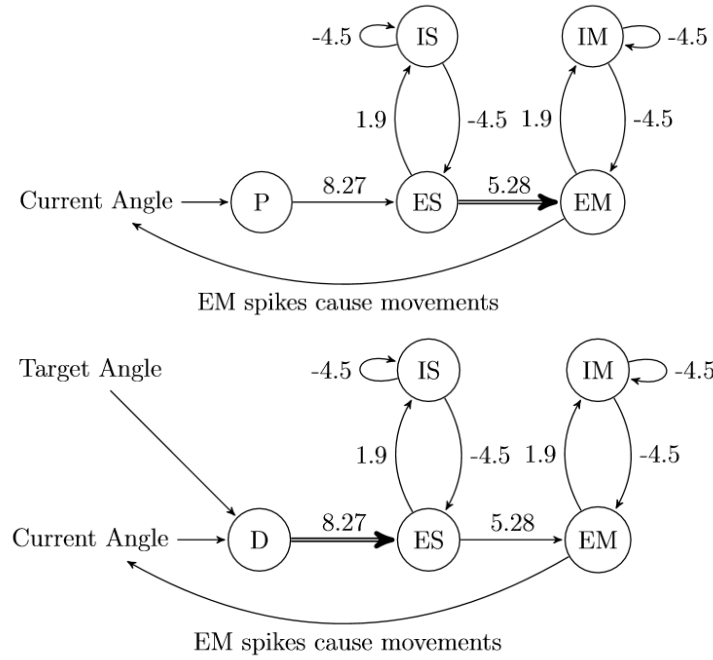 -4.5 IS IM -4.5
1.9 -4.5 1.9 -4.5
8.27 5.28
Current Angle P ES EM
EM spikes cause movements
Target Angle
-4.5 IS IM -4.5
1.9 -4.5 1.9 -4.5
8.27 5.28
Current Angle D ES EM
EM spikes cause movements